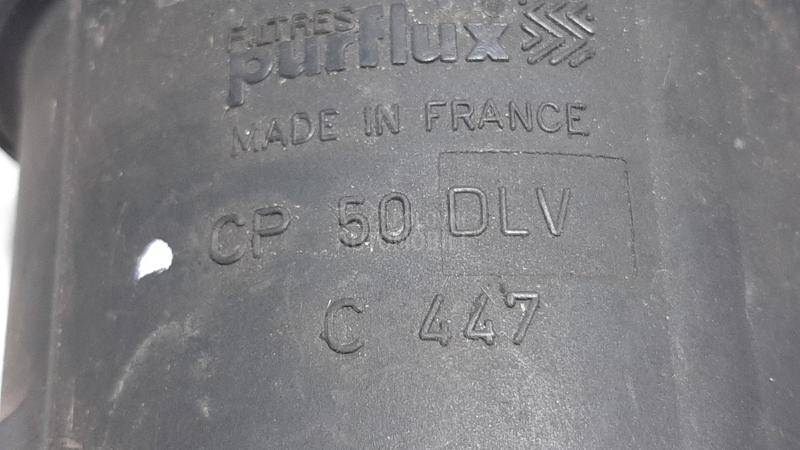 FILTRES
purflux
MADE IN FRANCE
CP 50 DLV
C 447